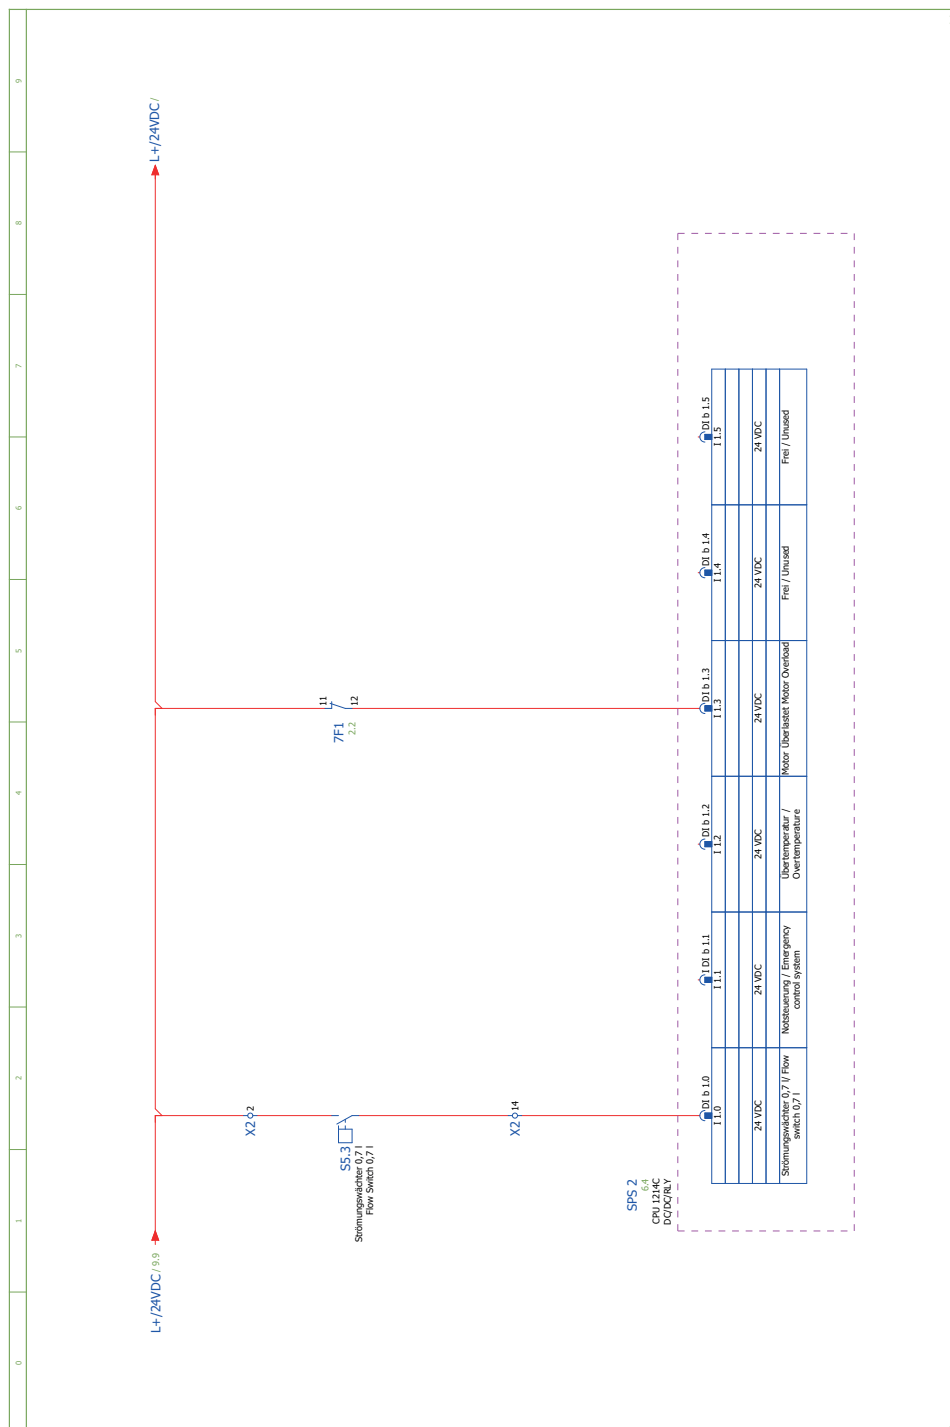 0
1
2
3
4
5
6
7
8
9
L+/24VDC / 9.9
L+/24VDC /
X2
2
S5.3
Strömungswächter 0,7 l
Flow Switch 0,7 l
X2
14
11
12
7F1
2.2
SPS 2
6.4
CPU 1214C
DC/DC/RLY
DI b 1.0
I 1.0
24 VDC
Strömungswächter 0,7 l/ Flow
switch 0,7 l
I DI b 1.1
I 1.1
24 VDC
Notsteuerung / Emergency
control system
DI b 1.2
I 1.2
24 VDC
Übertemperatur /
Overtemperature
DI b 1.3
I 1.3
24 VDC
Motor Überlastet Motor Overload
DI b 1.4
I 1.4
24 VDC
Frei / Unused
DI b 1.5
I 1.5
24 VDC
Frei / Unused